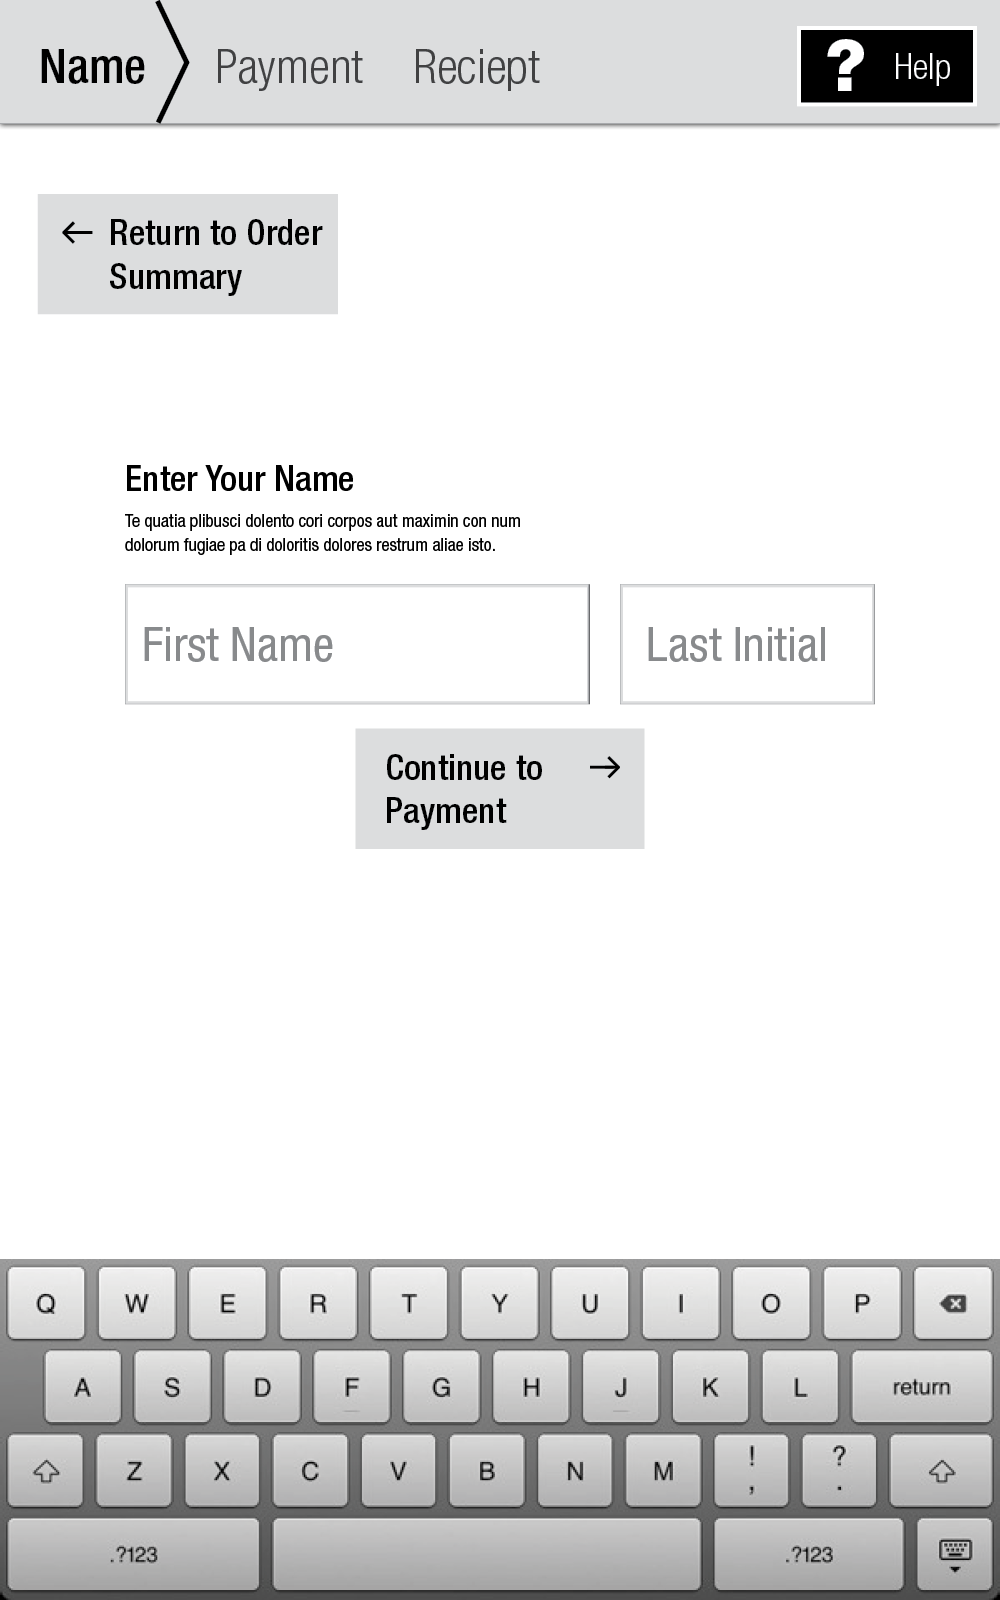 Name Payment Reciept ? Help
← Return to Order
Summary
Enter Your Name
Te quatia plibusci dolento cori corpos aut maximin con num
dolorum fugiae pa di doloritis dolores restrum aliae isto.
First Name Last Initial
Continue to →
Payment
Q W E R T Y U I O P
A S D F G H J K L return
Z X C V B N M ! , ? .
.?123 .?123